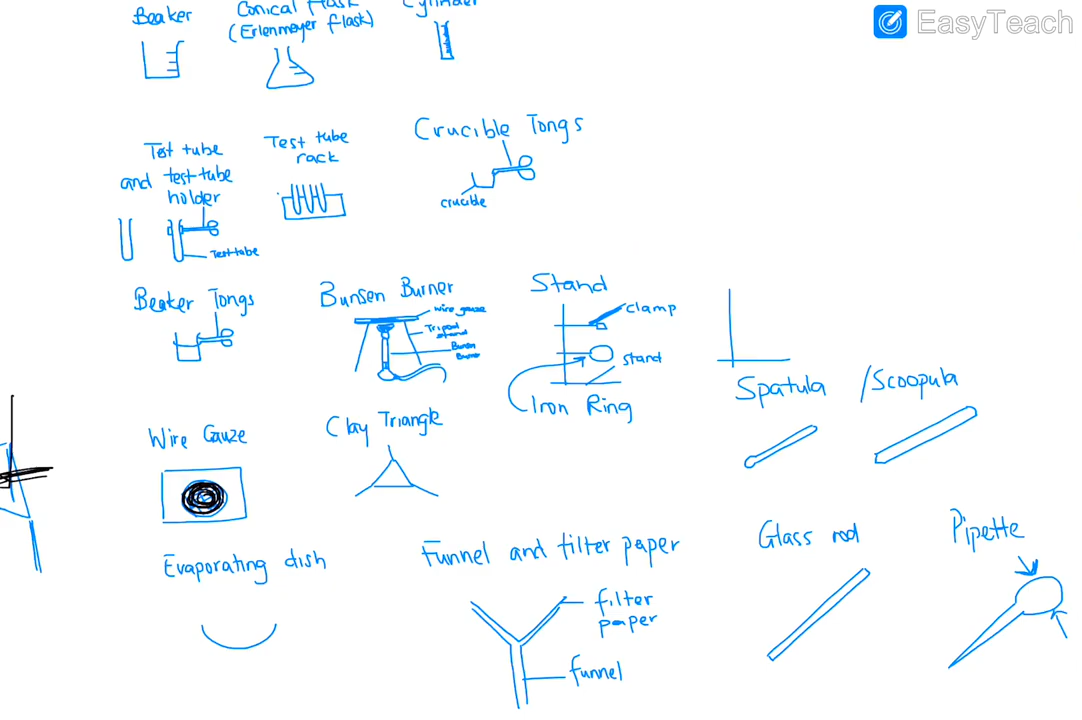 EasyTeach
Beaker
Conical Flask
(Erlenmeyer flask)
Cylinder
Test tube
and test-tube
holder
Test-tube
Test tube
rack
Crucible Tongs
crucible
Beaker Tongs
Bunsen Burner
wire gauze
Tripod
stand
Bunsen
Burner
Stand
clamp
stand
Iron Ring
Spatula
/Scoopula
Wire Gauze
Clay Triangle
Evaporating dish
Funnel and filter paper
filter
paper
funnel
Glass rod
Pipette